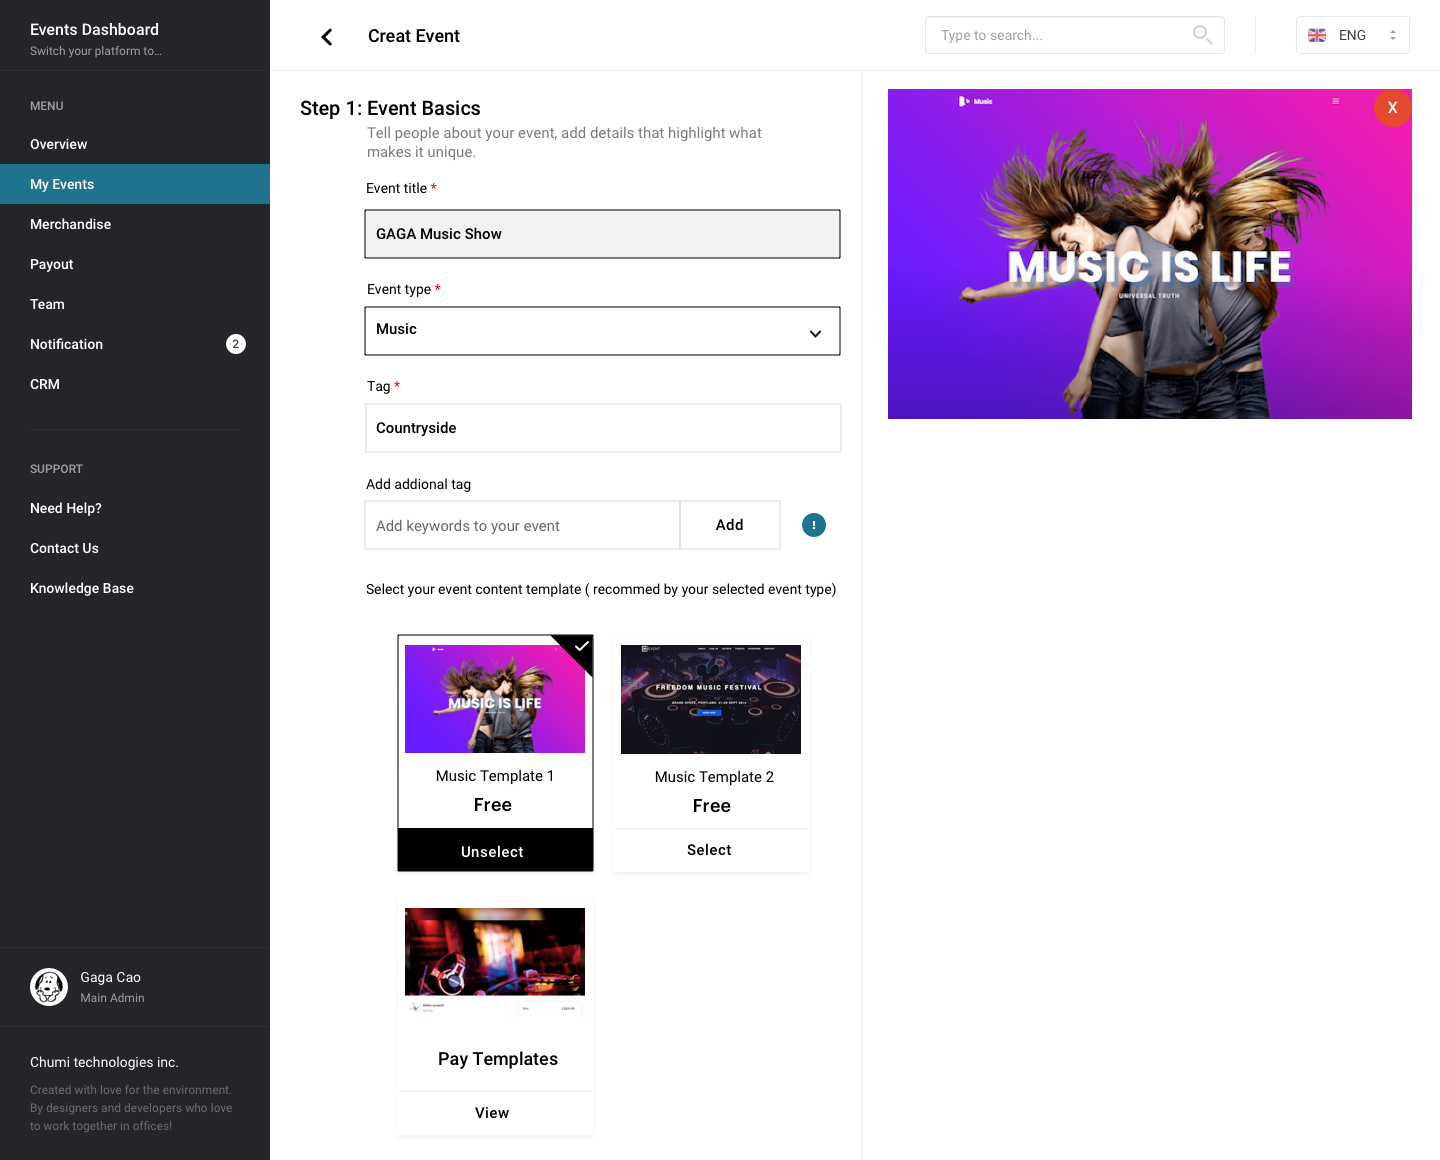 Events Dashboard
Switch your platform to...
MENU
Overview
My Events
Merchandise
Payout
Team
Notification
2
CRM
SUPPORT
Need Help?
Contact Us
Knowledge Base
Gaga Cao
Main Admin
Chumi technologies inc.
Created with love for the environment.
By designers and developers who love
to work together in offices!
Creat Event
Type to search...
ENG
Step 1: Event Basics
Tell people about your event, add details that highlight what
makes it unique.
Event title *
GAGA Music Show
Event type *
Music
Tag *
Countryside
Add addional tag
Add keywords to your event
Add
!
Select your event content template ( recommed by your selected event type)
MUSIC IS LIFE
Music Template 1
Free
Unselect
EVENT
FREEDOM MUSIC FESTIVAL
Music Template 2
Free
Select
Pay Templates
View
Music
X
MUSIC IS LIFE
UNIVERSAL TRUTH